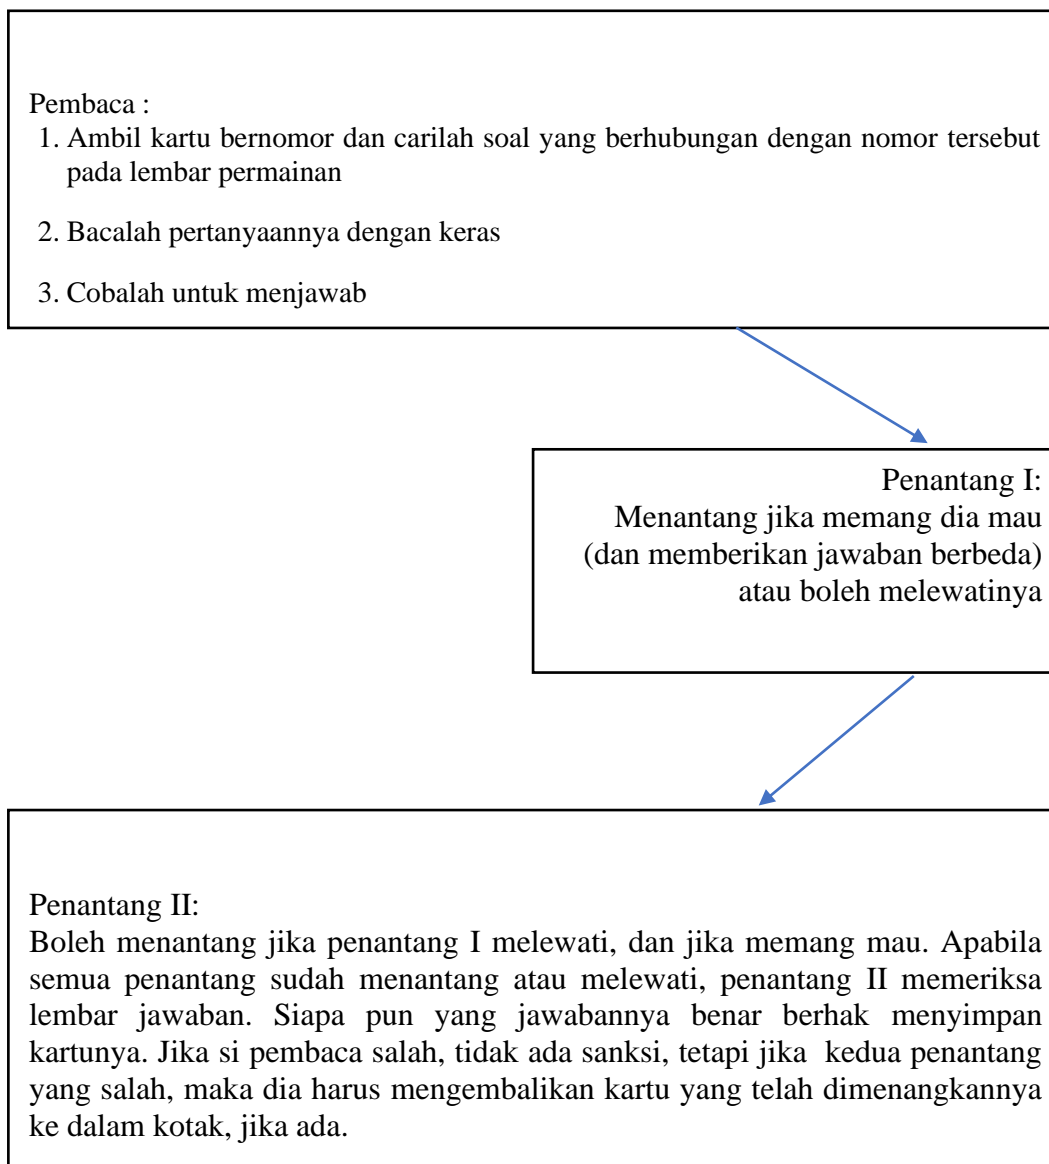 Pembaca :
1. Ambil kartu bernomor dan carilah soal yang berhubungan dengan nomor tersebut
pada lembar permainan
2. Bacalah pertanyaannya dengan keras
3. Cobalah untuk menjawab
Penantang I:
Menantang jika memang dia mau
(dan memberikan jawaban berbeda)
atau boleh melewatinya
Penantang II:
Boleh menantang jika penantang I melewati, dan jika memang mau. Apabila
semua penantang sudah menantang atau melewati, penantang II memeriksa
lembar jawaban. Siapa pun yang jawabannya benar berhak menyimpan
kartunya. Jika si pembaca salah, tidak ada sanksi, tetapi jika kedua penantang
yang salah, maka dia harus mengembalikan kartu yang telah dimenangkannya
ke dalam kotak, jika ada.